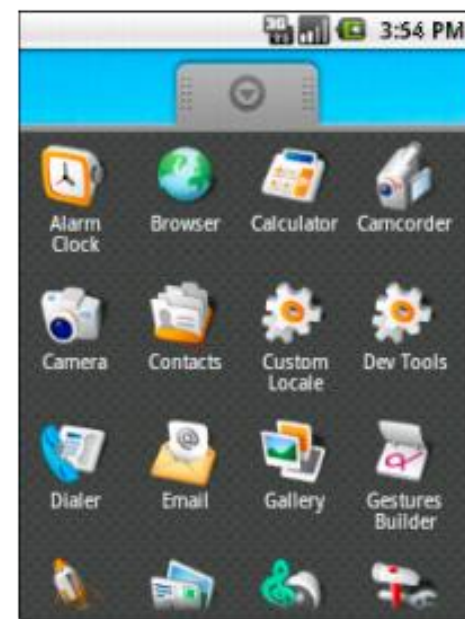 3G
3:54 PM
Alarm Clock
Browser
Calculator
Camcorder
Camera
Contacts
Custom Locale
Dev Tools
Dialer
Email
Gallery
Gestures Builder